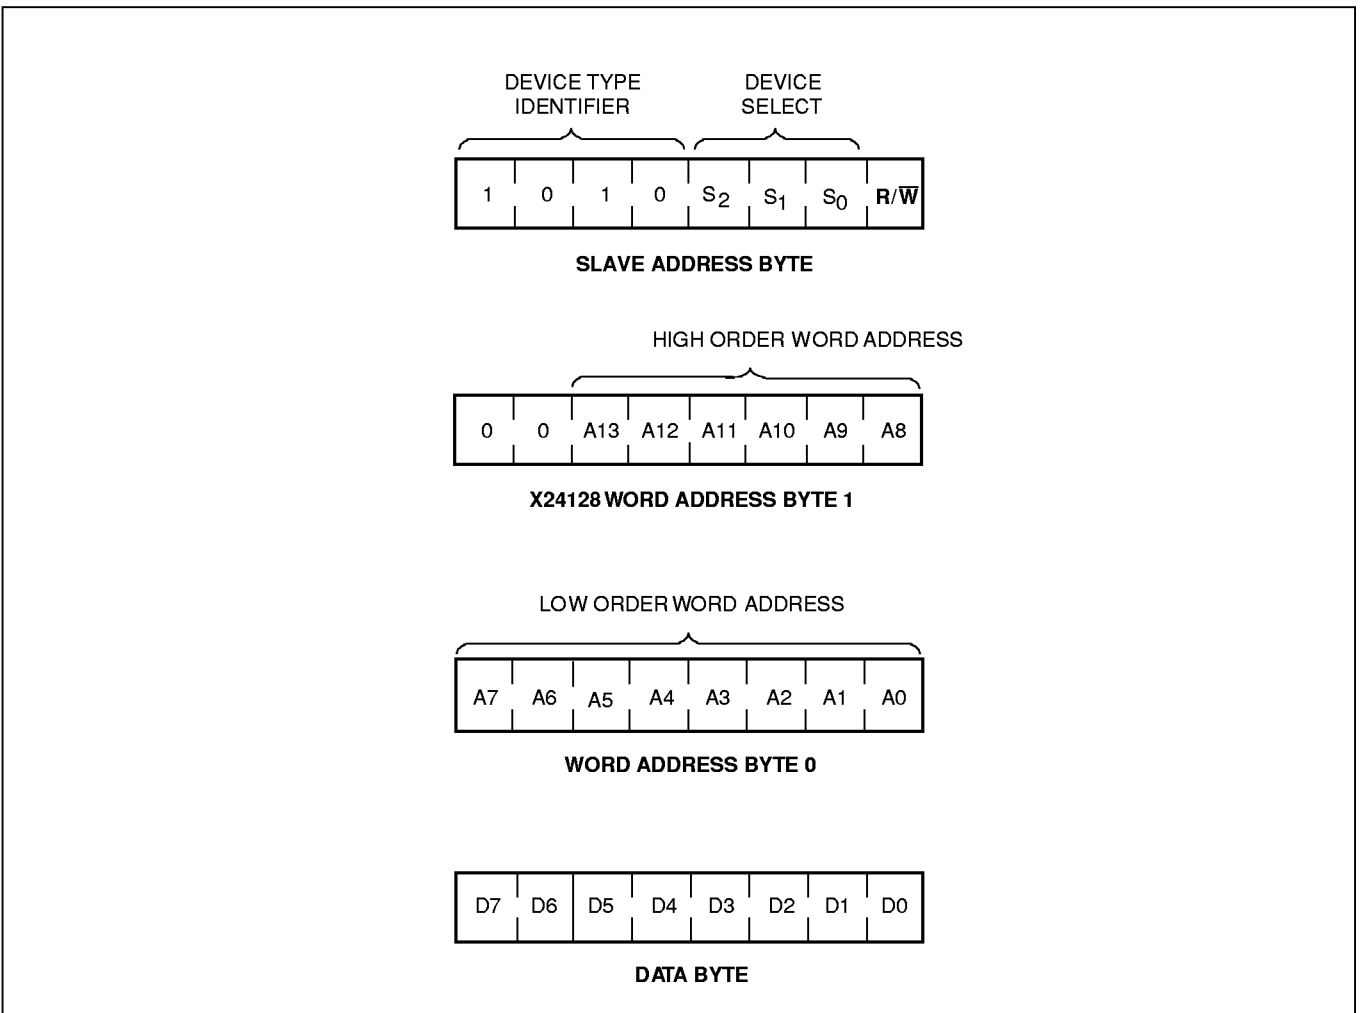 DEVICE TYPE DEVICE
IDENTIFIER SELECT
1 0 1 0 S2 S1 S0 R/W̅
SLAVE ADDRESS BYTE
HIGH ORDER WORD ADDRESS
0 0 A13 A12 A11 A10 A9 A8
X24128 WORD ADDRESS BYTE 1
LOW ORDER WORD ADDRESS
A7 A6 A5 A4 A3 A2 A1 A0
WORD ADDRESS BYTE 0
D7 D6 D5 D4 D3 D2 D1 D0
DATA BYTE